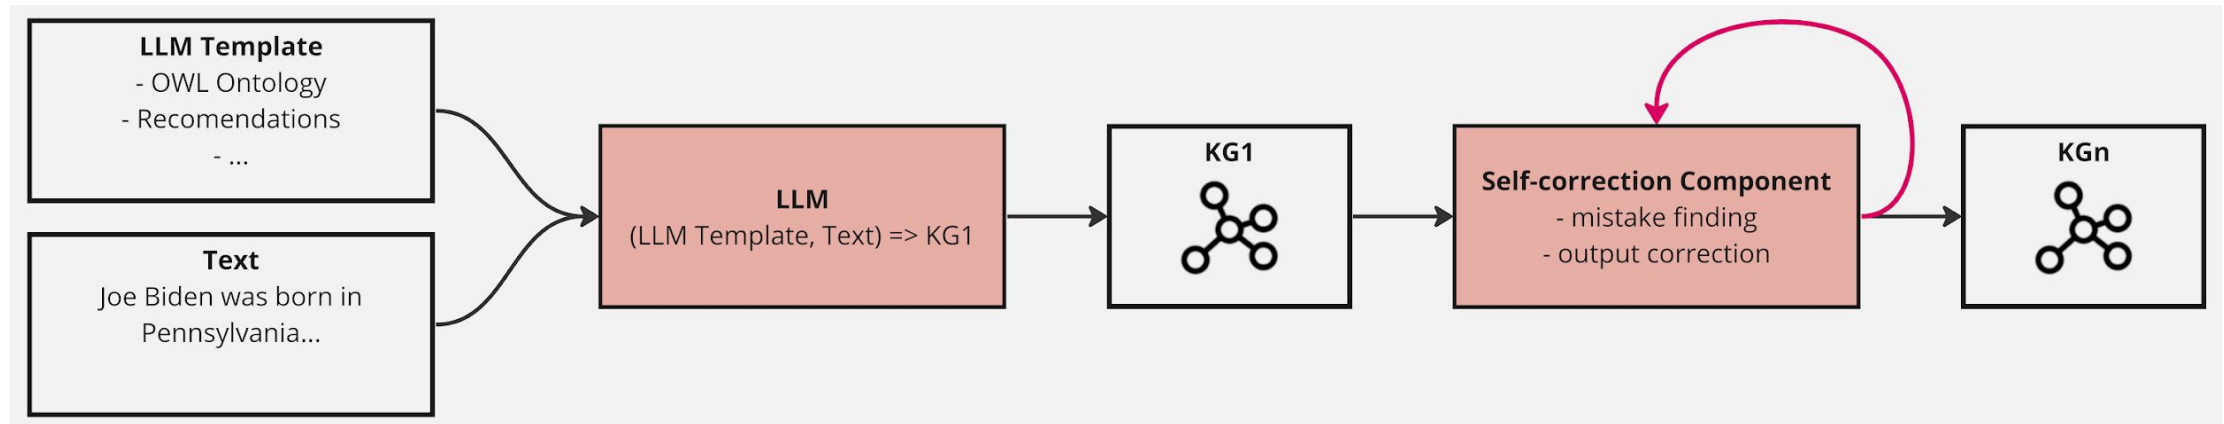 LLM Template
- OWL Ontology
- Recomendations
- ...
Text
Joe Biden was born in
Pennsylvania...
LLM
(LLM Template, Text) => KG1
KG1
Self-correction Component
- mistake finding
- output correction
KGn